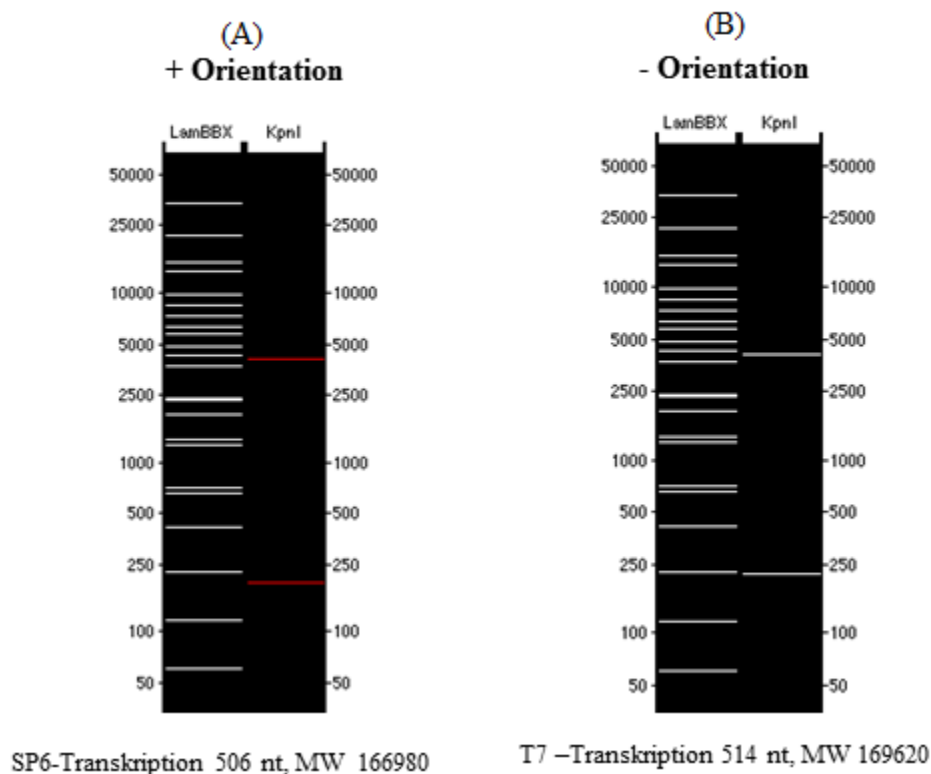 (A)
+ Orientation
LamBBX KpnI
50000 50000
25000 25000
10000 10000
5000 5000
2500 2500
1000 1000
500 500
250 250
100 100
50 50
SP6-Transkription 506 nt, MW 166980
(B)
- Orientation
LamBBX KpnI
50000 50000
25000 25000
10000 10000
5000 5000
2500 2500
1000 1000
500 500
250 250
100 100
50 50
T7 –Transkription 514 nt, MW 169620